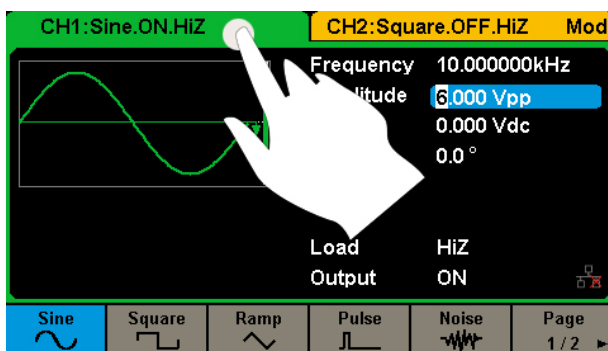 CH1:Sine.ON.HiZ CH2:Square.OFF.HiZ Mod
Frequency 10.000000kHz
6.000 Vpp
0.000 Vdc
0.0 °
Load HiZ
Output ON
Sine Square Ramp Pulse Noise Page
1/2